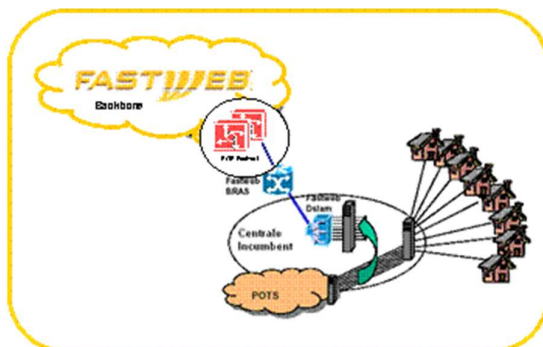 FASTWEB
Backbone
Fastweb
BRAS
Fastweb
Dslam
Centrale
Incumbent
POTS